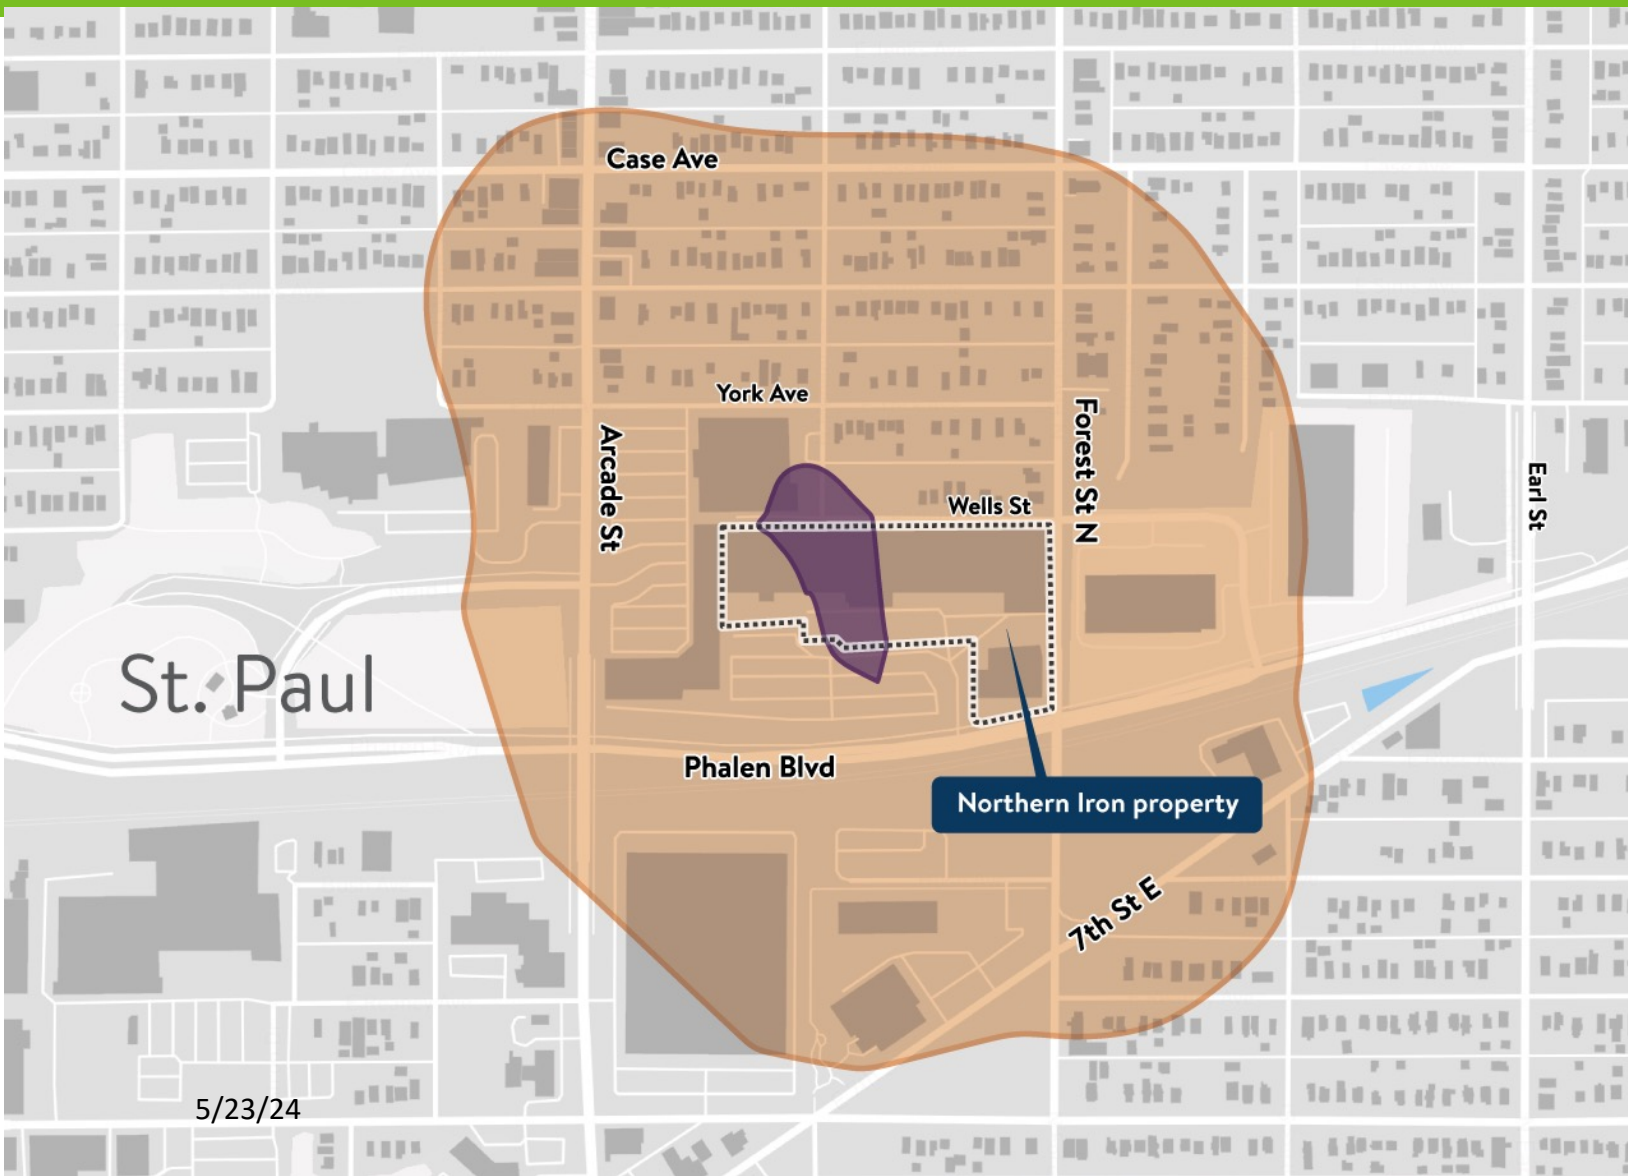 Case Ave
York Ave
Arcade St
Forest St N
Wells St
Earl St
St. Paul
Phalen Blvd
Northern Iron property
7th St E
5/23/24